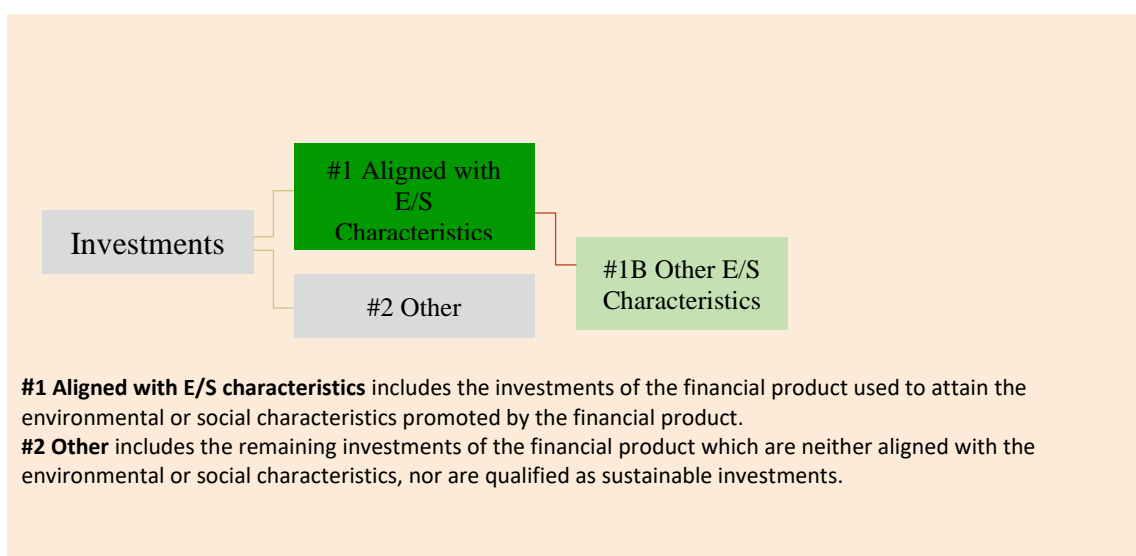 #1 Aligned with
E/S
Characteristics
Investments
#1B Other E/S
Characteristics
#2 Other
#1 Aligned with E/S characteristics includes the investments of the financial product used to attain the
environmental or social characteristics promoted by the financial product.
#2 Other includes the remaining investments of the financial product which are neither aligned with the
environmental or social characteristics, nor are qualified as sustainable investments.